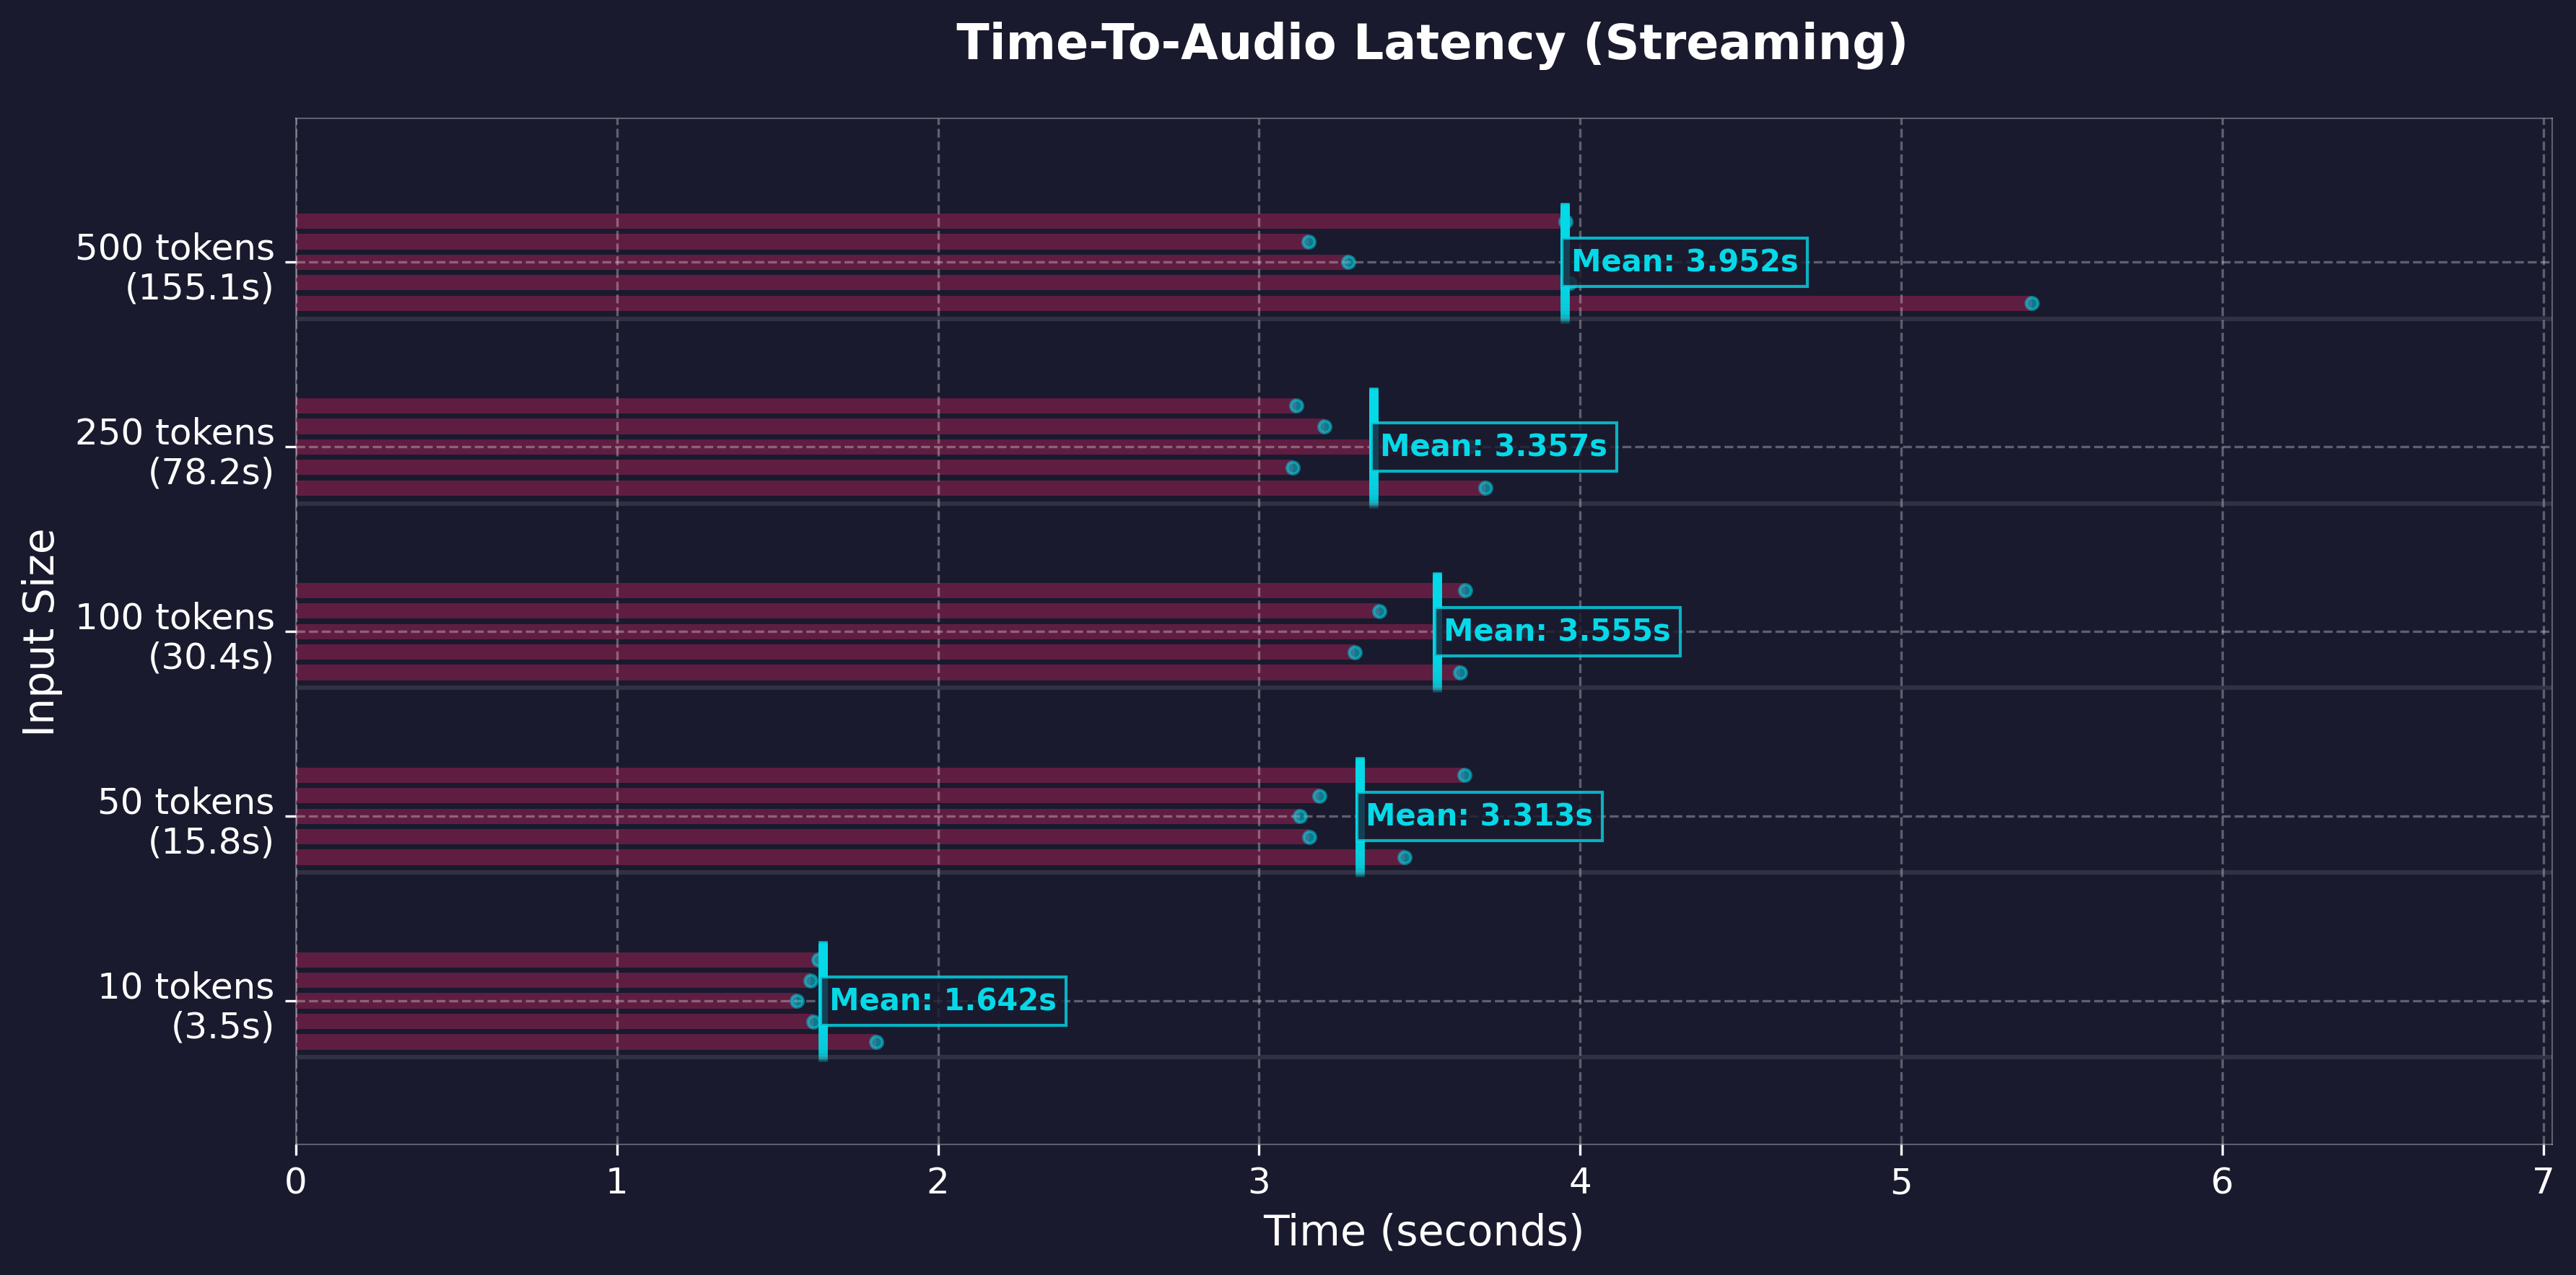 Time-To-Audio Latency (Streaming)
500 tokens
(155.1s)
Mean: 3.952s
250 tokens
(78.2s)
Mean: 3.357s
100 tokens
(30.4s)
Mean: 3.555s
50 tokens
(15.8s)
Mean: 3.313s
10 tokens
(3.5s)
Mean: 1.642s
Input Size
0 1 2 3 4 5 6 7
Time (seconds)